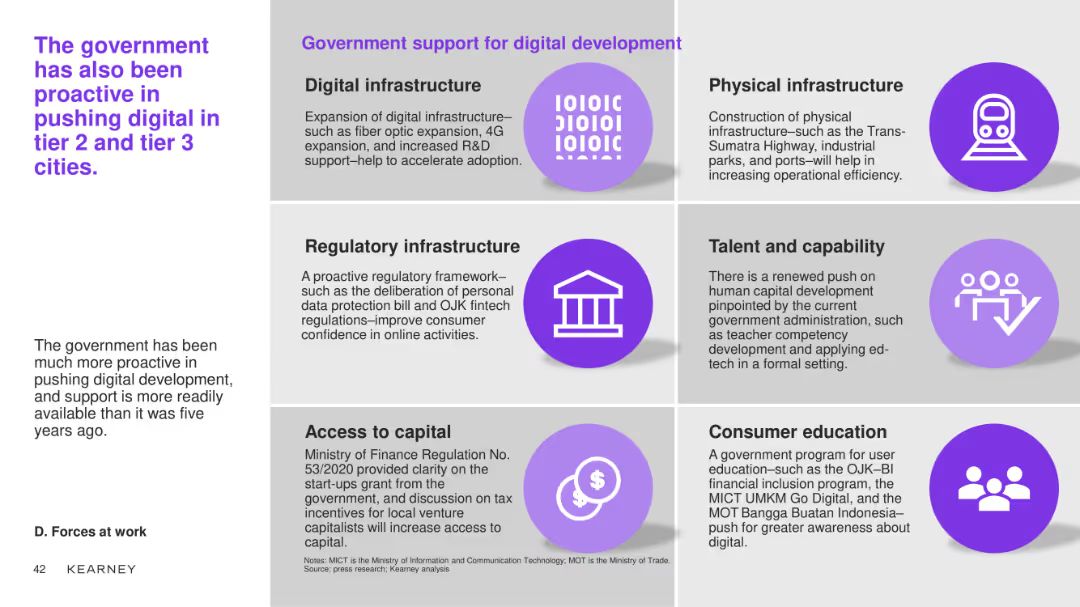 The government
has also been
proactive in
pushing digital in
tier 2 and tier 3
cities.
The government has been
much more proactive in
pushing digital development,
and support is more readily
available than it was five
years ago.
D. Forces at work
42 KEARNEY
Government support for digital development
Digital infrastructure
Expansion of digital infrastructure–
such as fiber optic expansion, 4G
expansion, and increased R&D
support–help to accelerate adoption.
Physical infrastructure
Construction of physical
infrastructure–such as the Trans-
Sumatra Highway, industrial
parks, and ports–will help in
increasing operational efficiency.
Regulatory infrastructure
A proactive regulatory framework–
such as the deliberation of personal
data protection bill and OJK fintech
regulations–improve consumer
confidence in online activities.
Talent and capability
There is a renewed push on
human capital development
pinpointed by the current
government administration, such
as teacher competency
development and applying ed-
tech in a formal setting.
Access to capital
Ministry of Finance Regulation No.
53/2020 provided clarity on the
start-ups grant from the
government, and discussion on tax
incentives for local venture
capitalists will increase access to
capital.
Consumer education
A government program for user
education–such as the OJK–BI
financial inclusion program, the
MICT UMKM Go Digital, and the
MOT Bangga Buatan Indonesia–
push for greater awareness about
digital.
Notes: MICT is the Ministry of Information and Communication Technology; MOT is the Ministry of Trade.
Source: press research; Kearney analysis